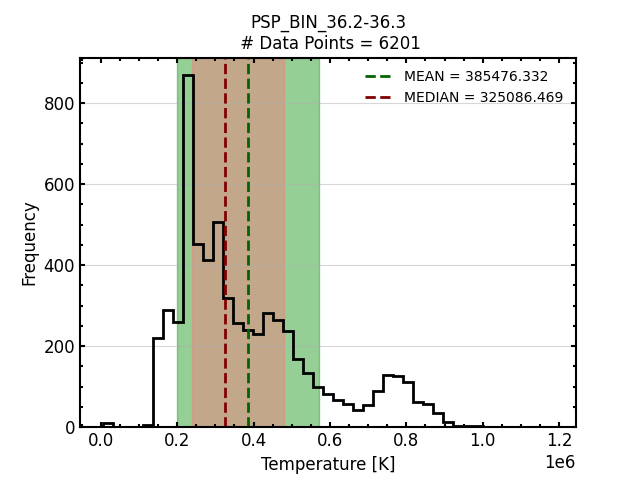 PSP_BIN_36.2-36.3
# Data Points = 6201
MEAN = 385476.332
MEDIAN = 325086.469
Frequency
800
600
400
200
0
0.0 0.2 0.4 0.6 0.8 1.0 1.2
1e6
Temperature [K]